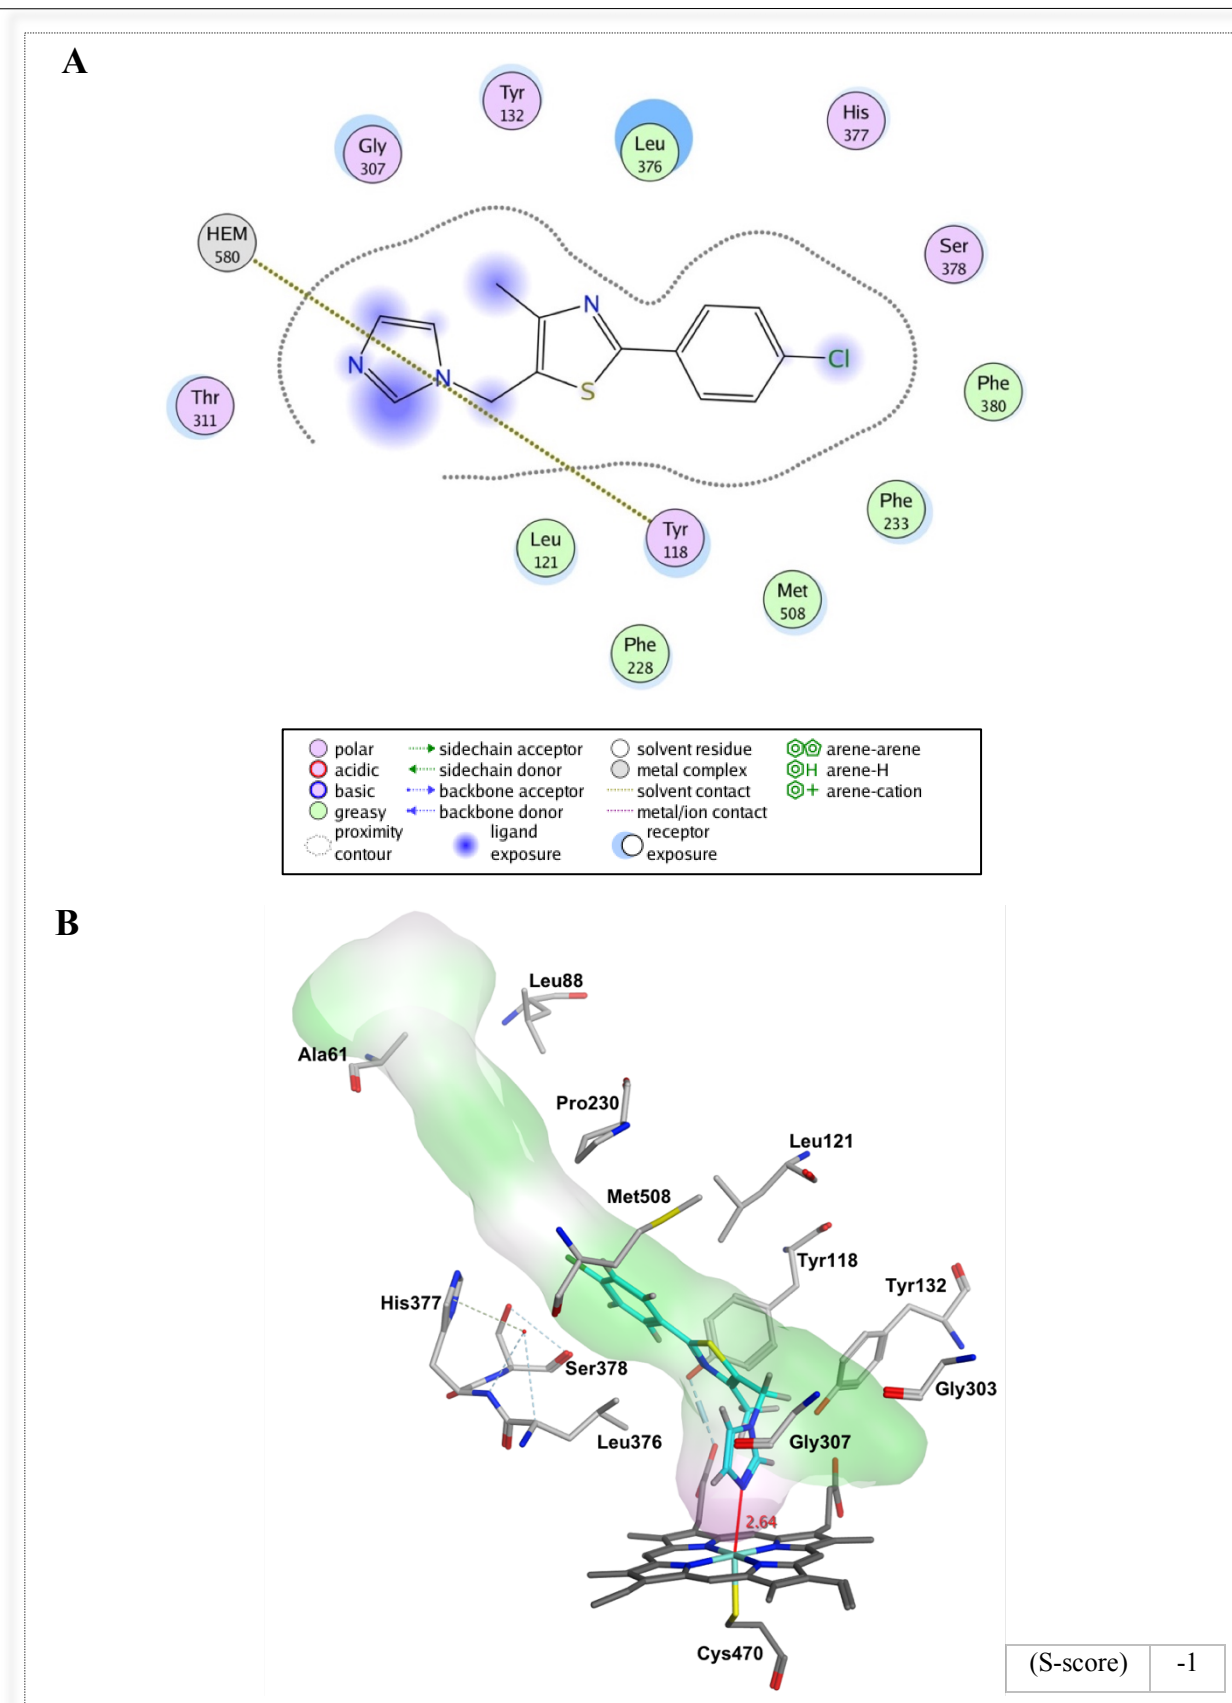 A
Tyr
132
Gly
307
Leu
376
His
377
HEM
580
Ser
378
N
N
N
S
Cl
Thr
311
Phe
380
Leu
121
Tyr
118
Phe
233
Met
508
Phe
228
polar sidechain acceptor solvent residue arene-arene
acidic sidechain donor metal complex H arene-H
basic backbone acceptor solvent contact + arene-cation
greasy backbone donor metal/ion contact
proximity contour
ligand exposure
receptor exposure
B
Leu88
Ala61
Pro230
Leu121
Met508
Tyr118
Tyr132
His377
Ser378
Gly303
Leu376
Gly307
2.64
Cys470
(S-score) -1